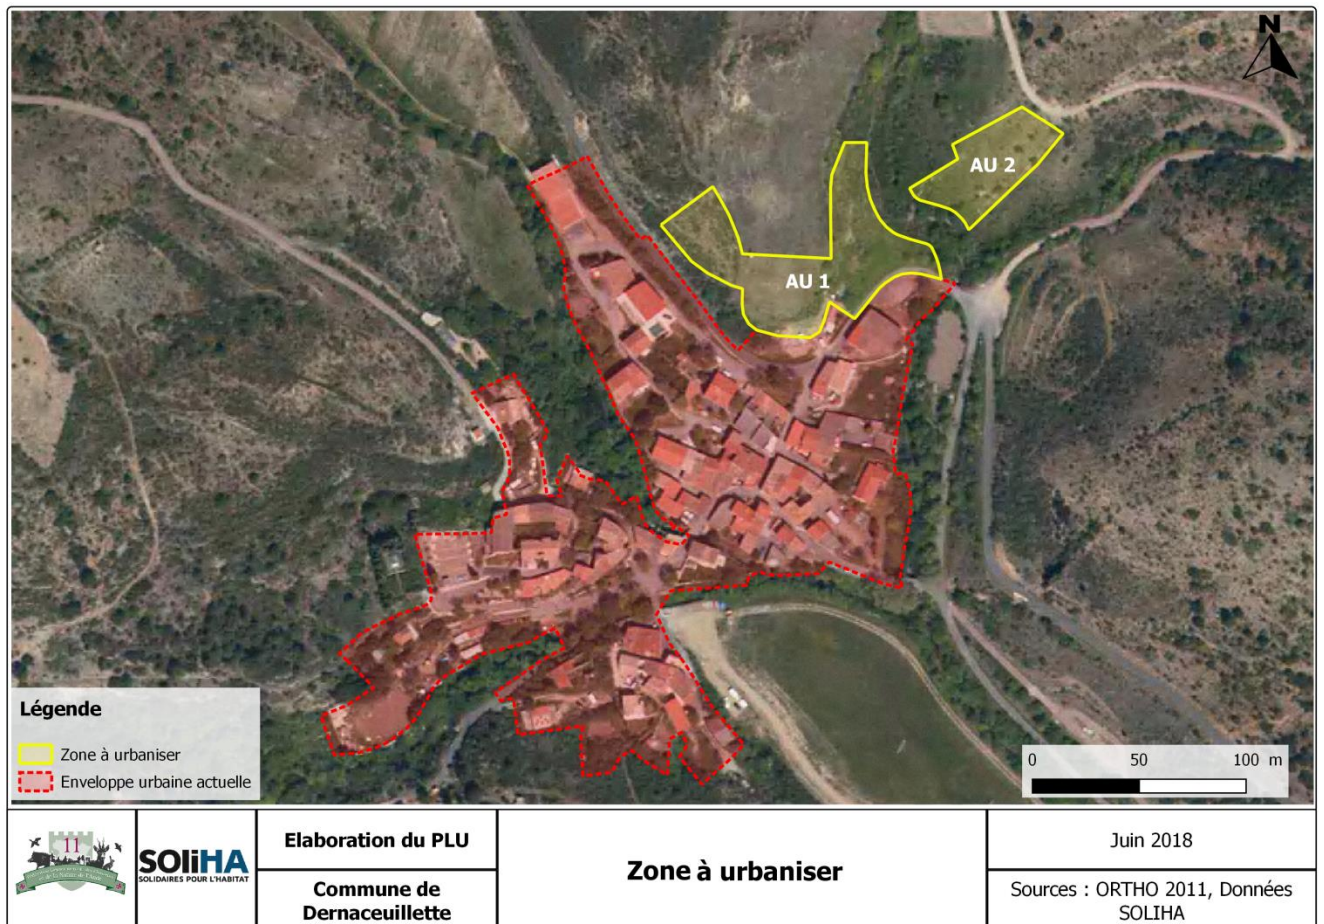 N
AU 2
AU 1
Légende
Zone à urbaniser
Enveloppe urbaine actuelle
0 50 100 m
11
SOLiHA
SOLIDAIRES POUR L'HABITAT
Elaboration du PLU
Commune de
Dernaceuillette
Zone à urbaniser
Juin 2018
Sources : ORTHO 2011, Données
SOLIHA